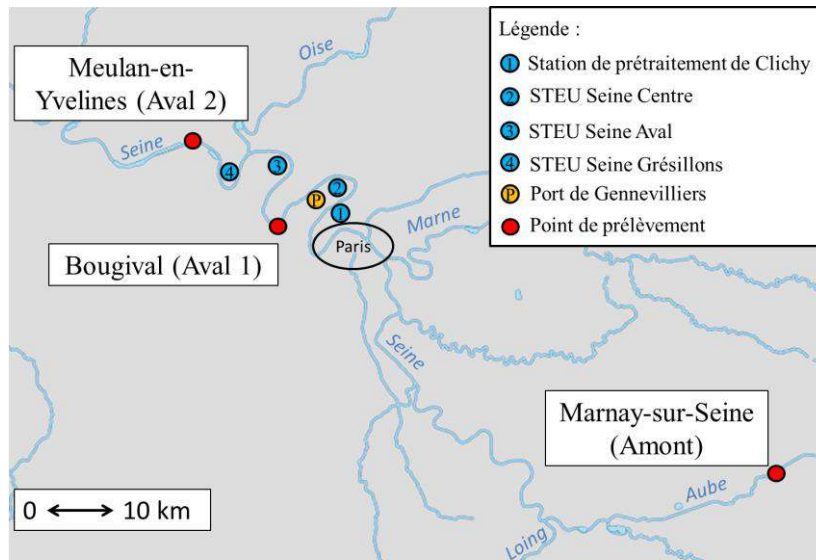 Légende :
1 Station de prétraitement de Clichy
2 STEU Seine Centre
3 STEU Seine Aval
4 STEU Seine Grésillons
P Port de Gennevilliers
Point de prélèvement
Oise
Meulan-en-
Yvelines (Aval 2)
Seine
4
3
2
P
1
Marne
Paris
Bougival (Aval 1)
Seine
Marnay-sur-Seine
(Amont)
Aube
Loing
0 10 km